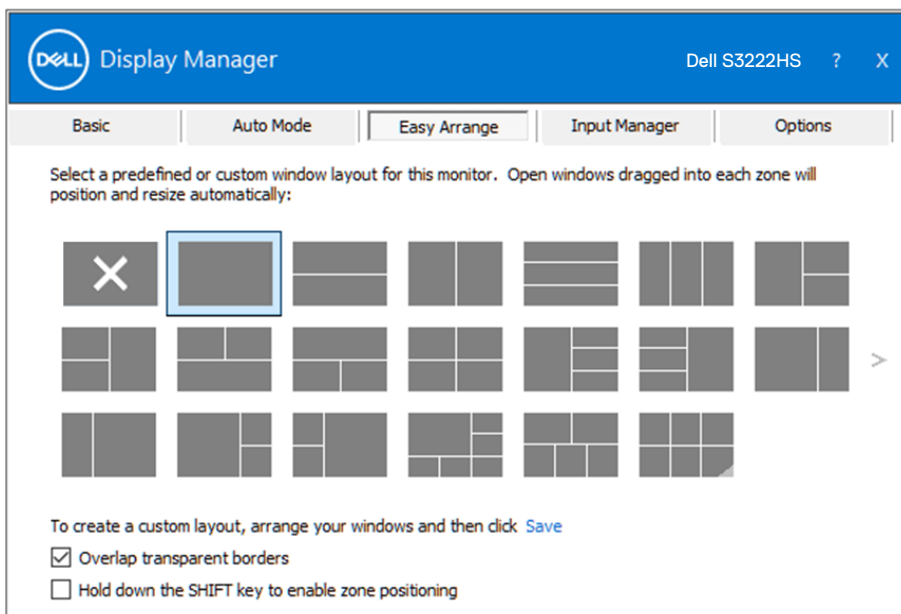 DELL Display Manager Dell S3222HS ? X
Basic Auto Mode Easy Arrange Input Manager Options
Select a predefined or custom window layout for this monitor. Open windows dragged into each zone will
position and resize automatically:
>
To create a custom layout, arrange your windows and then click Save
Overlap transparent borders
Hold down the SHIFT key to enable zone positioning